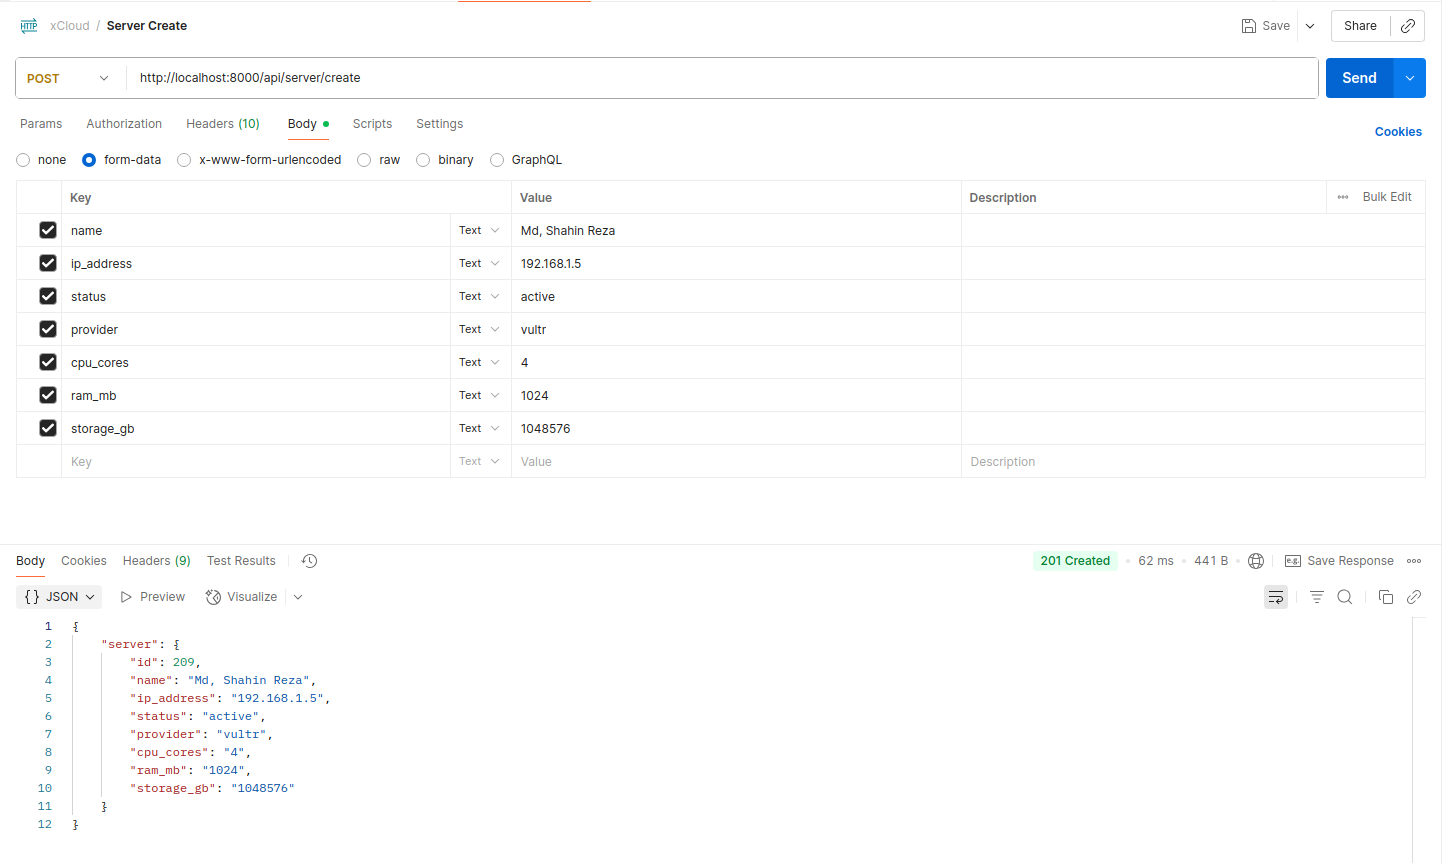 HTTP xCloud / Server Create Save Share
POST http://localhost:8000/api/server/create Send
Params Authorization Headers (10) Body Scripts Settings Cookies
none form-data x-www-form-urlencoded raw binary GraphQL
Key Value Description Bulk Edit
name Text Md, Shahin Reza
ip_address Text 192.168.1.5
status Text active
provider Text vultr
cpu_cores Text 4
ram_mb Text 1024
storage_gb Text 1048576
Key Text Value Description
Body Cookies Headers (9) Test Results 201 Created 62 ms 441 B e.g. Save Response
{} JSON Preview Visualize
1 {
2 "server": {
3 "id": 209,
4 "name": "Md, Shahin Reza",
5 "ip_address": "192.168.1.5",
6 "status": "active",
7 "provider": "vultr",
8 "cpu_cores": "4",
9 "ram_mb": "1024",
10 "storage_gb": "1048576"
11 }
12 }